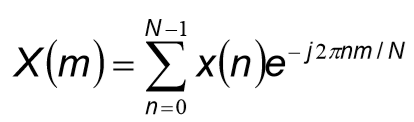 X(m) = ∑_{n=0}^{N−1} x(n)e^{−j2πnm/N}